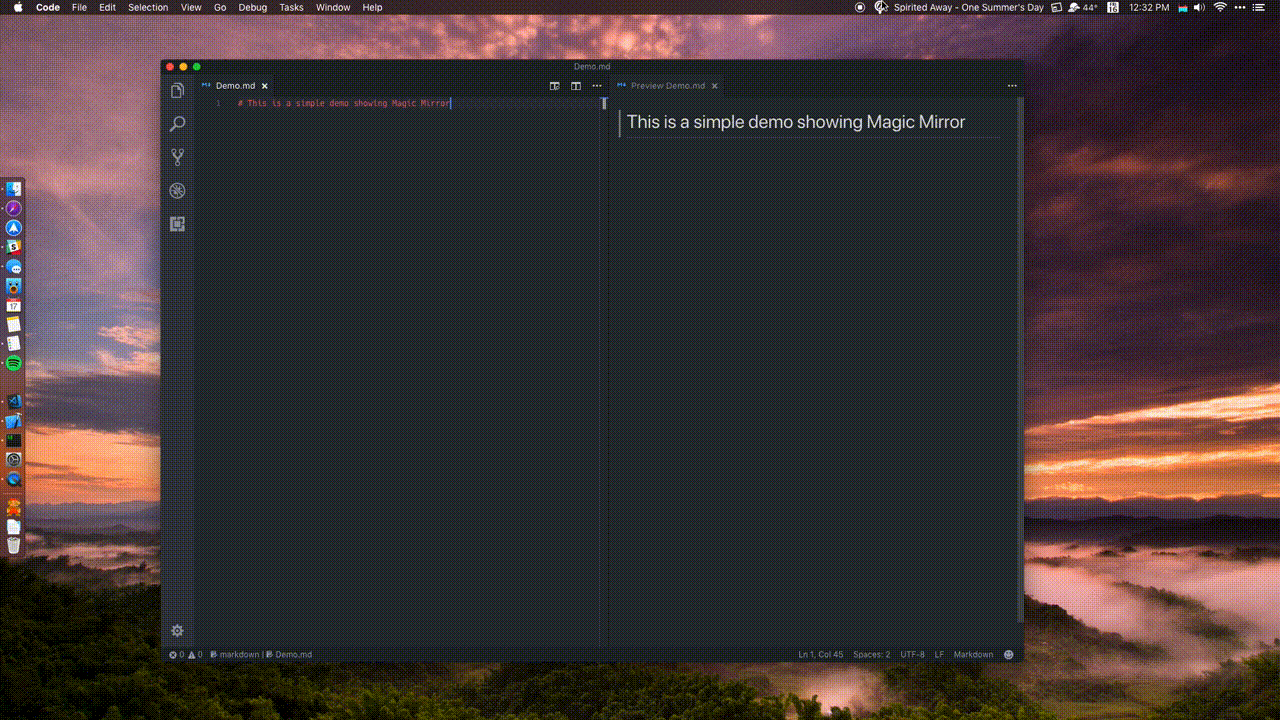 Code File Edit Selection View Go Debug Tasks Window Help Spirited Away - One Summer's Day 44° 12:32 PM
Demo.md
Demo.md Preview Demo.md
1 # This is a simple demo showing Magic Mirror
This is a simple demo showing Magic Mirror
17
0 0 markdown | Demo.md Ln 1, Col 45 Spaces: 2 UTF-8 LF Markdown